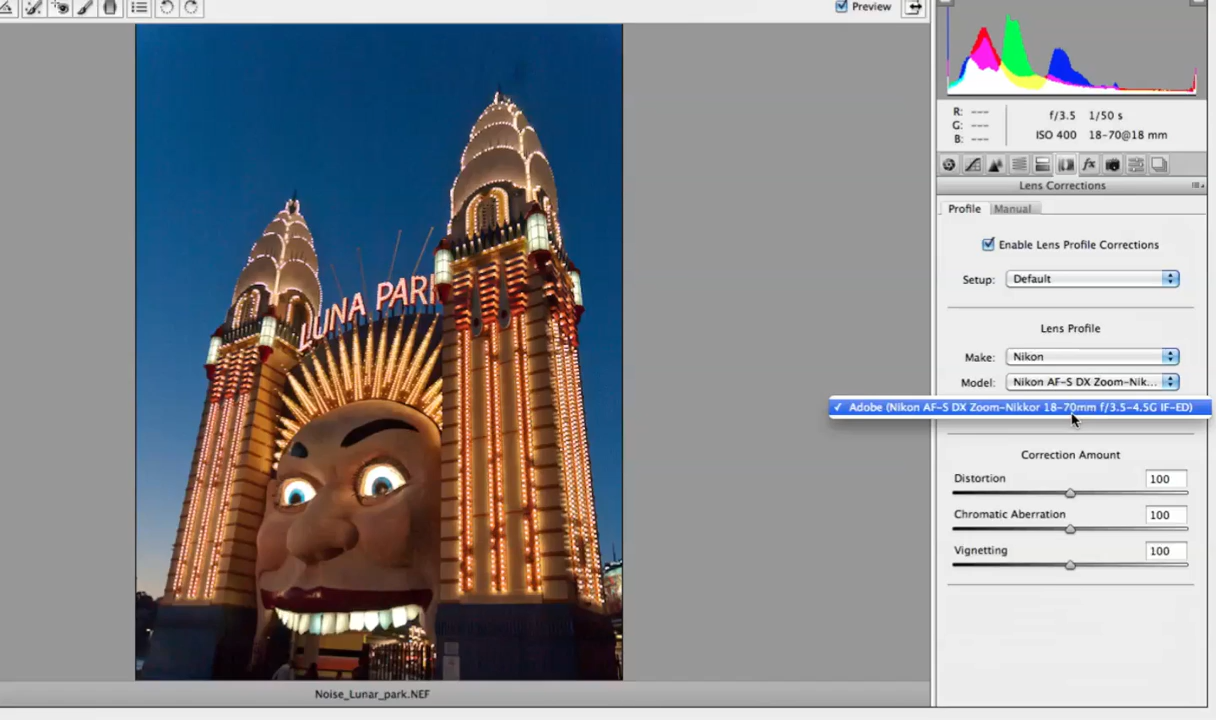 Preview
R: ---
G: ---
B: ---
f/3.5 1/50 s
ISO 400 18-70@18 mm
fx
Lens Corrections
Profile Manual
Enable Lens Profile Corrections
Setup: Default
Lens Profile
Make: Nikon
Model: Nikon AF-S DX Zoom-Nik...
✓ Adobe (Nikon AF-S DX Zoom-Nikkor 18-70mm f/3.5-4.5G IF-ED)
Correction Amount
Distortion 100
Chromatic Aberration 100
Vignetting 100
LUNA PARK
Noise_Lunar_park.NEF